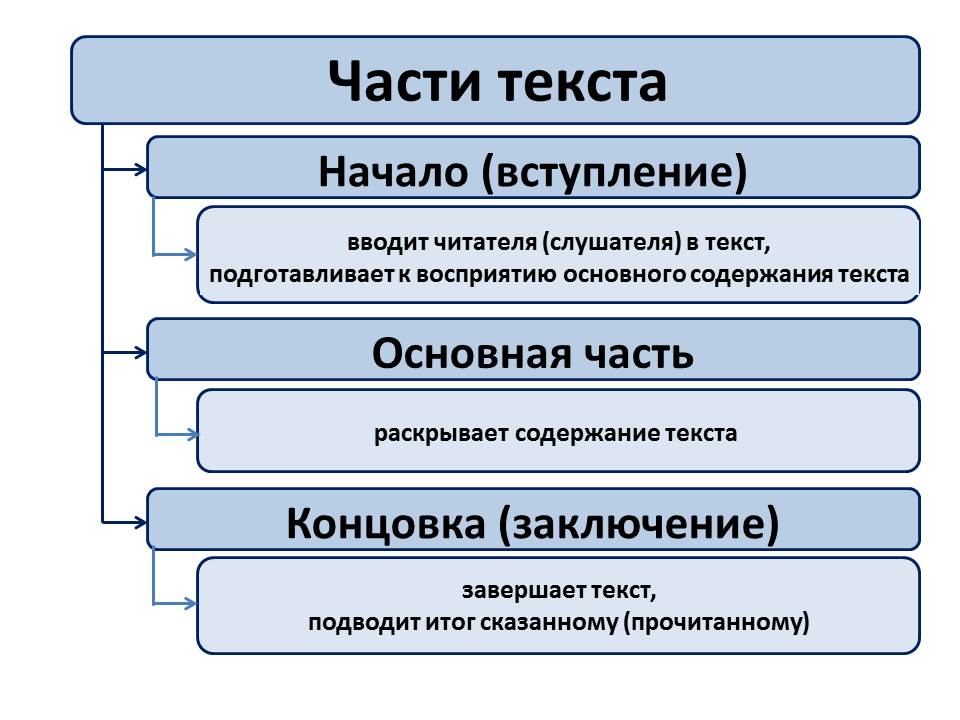 Части текста
Начало (вступление)
вводит читателя (слушателя) в текст,
подготавливает к восприятию основного содержания текста
Основная часть
раскрывает содержание текста
Концовка (заключение)
завершает текст,
подводит итог сказанному (прочитанному)